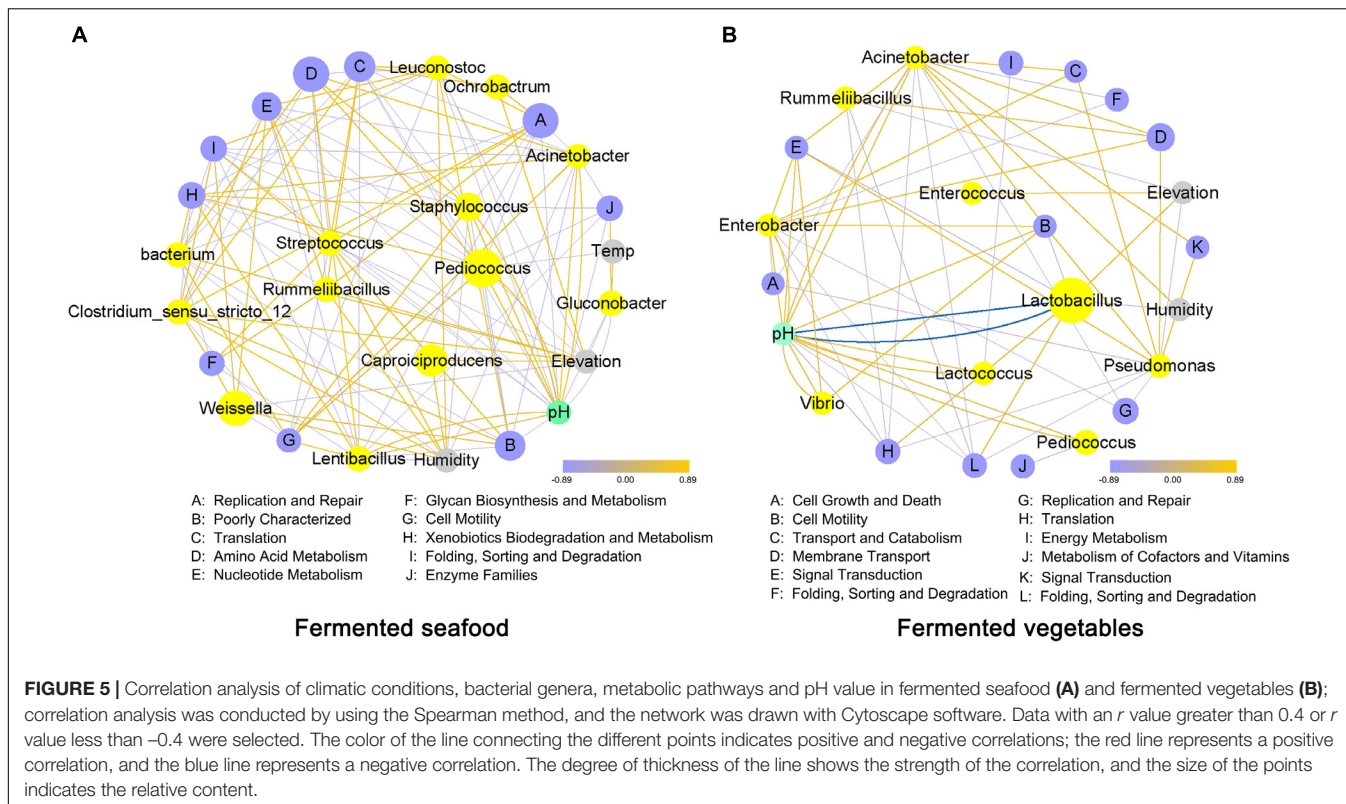 A
B
D
C
Leuconostoc
Ochrobactrum
E
A
I
Acinetobacter
H
Staphylococcus
J
bacterium
Streptococcus
Temp
Pediococcus
Rummeliibacillus
Gluconobacter
Clostridium_sensu_stricto_12
F
Caproiciproducens
Elevation
Weissella
pH
G
Lentibacillus
Humidity
B
-0.89
0.00
0.89
A: Replication and Repair
B: Poorly Characterized
C: Translation
D: Amino Acid Metabolism
E: Nucleotide Metabolism
F: Glycan Biosynthesis and Metabolism
G: Cell Motility
H: Xenobiotics Biodegradation and Metabolism
I: Folding, Sorting and Degradation
J: Enzyme Families
Fermented seafood
Acinetobacter
I
C
Rummeliibacillus
F
E
D
Enterococcus
Elevation
Enterobacter
B
K
A
Lactobacillus
Humidity
pH
Pseudomonas
Lactococcus
Vibrio
G
Pediococcus
H
L
J
-0.89
0.00
0.89
A: Cell Growth and Death
B: Cell Motility
C: Transport and Catabolism
D: Membrane Transport
E: Signal Transduction
F: Folding, Sorting and Degradation
G: Replication and Repair
H: Translation
I: Energy Metabolism
J: Metabolism of Cofactors and Vitamins
K: Signal Transduction
L: Folding, Sorting and Degradation
Fermented vegetables
FIGURE 5 | Correlation analysis of climatic conditions, bacterial genera, metabolic pathways and pH value in fermented seafood (A) and fermented vegetables (B);
correlation analysis was conducted by using the Spearman method, and the network was drawn with Cytoscape software. Data with an r value greater than 0.4 or r
value less than –0.4 were selected. The color of the line connecting the different points indicates positive and negative correlations; the red line represents a positive
correlation, and the blue line represents a negative correlation. The degree of thickness of the line shows the strength of the correlation, and the size of the points
indicates the relative content.